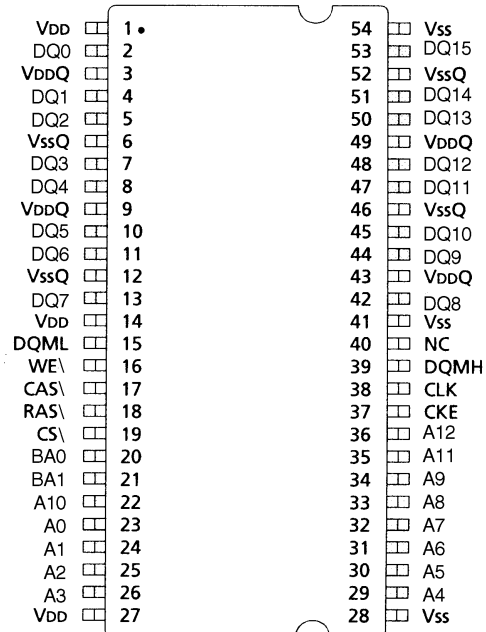 VDD 1 54 Vss
DQ0 2 53 DQ15
VDDQ 3 52 VssQ
DQ1 4 51 DQ14
DQ2 5 50 DQ13
VssQ 6 49 VDDQ
DQ3 7 48 DQ12
DQ4 8 47 DQ11
VDDQ 9 46 VssQ
DQ5 10 45 DQ10
DQ6 11 44 DQ9
VssQ 12 43 VDDQ
DQ7 13 42 DQ8
VDD 14 41 Vss
DQML 15 40 NC
WE\ 16 39 DQMH
CAS\ 17 38 CLK
RAS\ 18 37 CKE
CS\ 19 36 A12
BA0 20 35 A11
BA1 21 34 A9
A10 22 33 A8
A0 23 32 A7
A1 24 31 A6
A2 25 30 A5
A3 26 29 A4
VDD 27 28 Vss